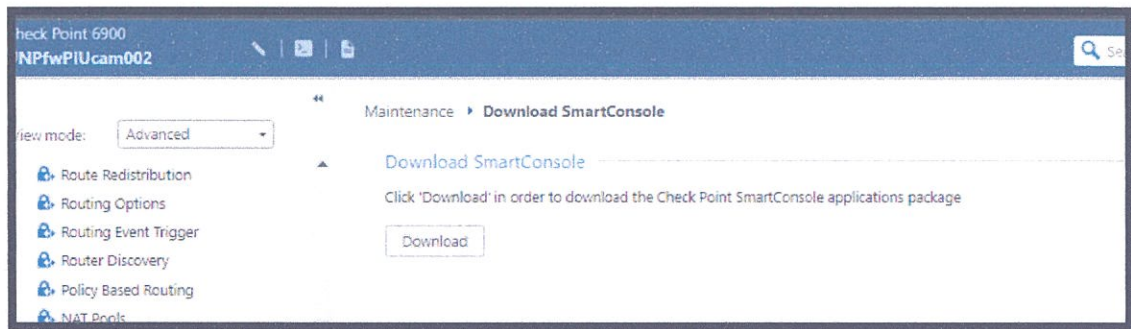 heck Point 6900
NPfwPiUcam002
Maintenance Download SmartConsole
iew mode: Advanced
Download SmartConsole
Route Redistribution
Click 'Download' in order to download the Check Point SmartConsole applications package
Routing Options
Routing Event Trigger
Download
Router Discovery
Policy Based Routing
NAT Pools